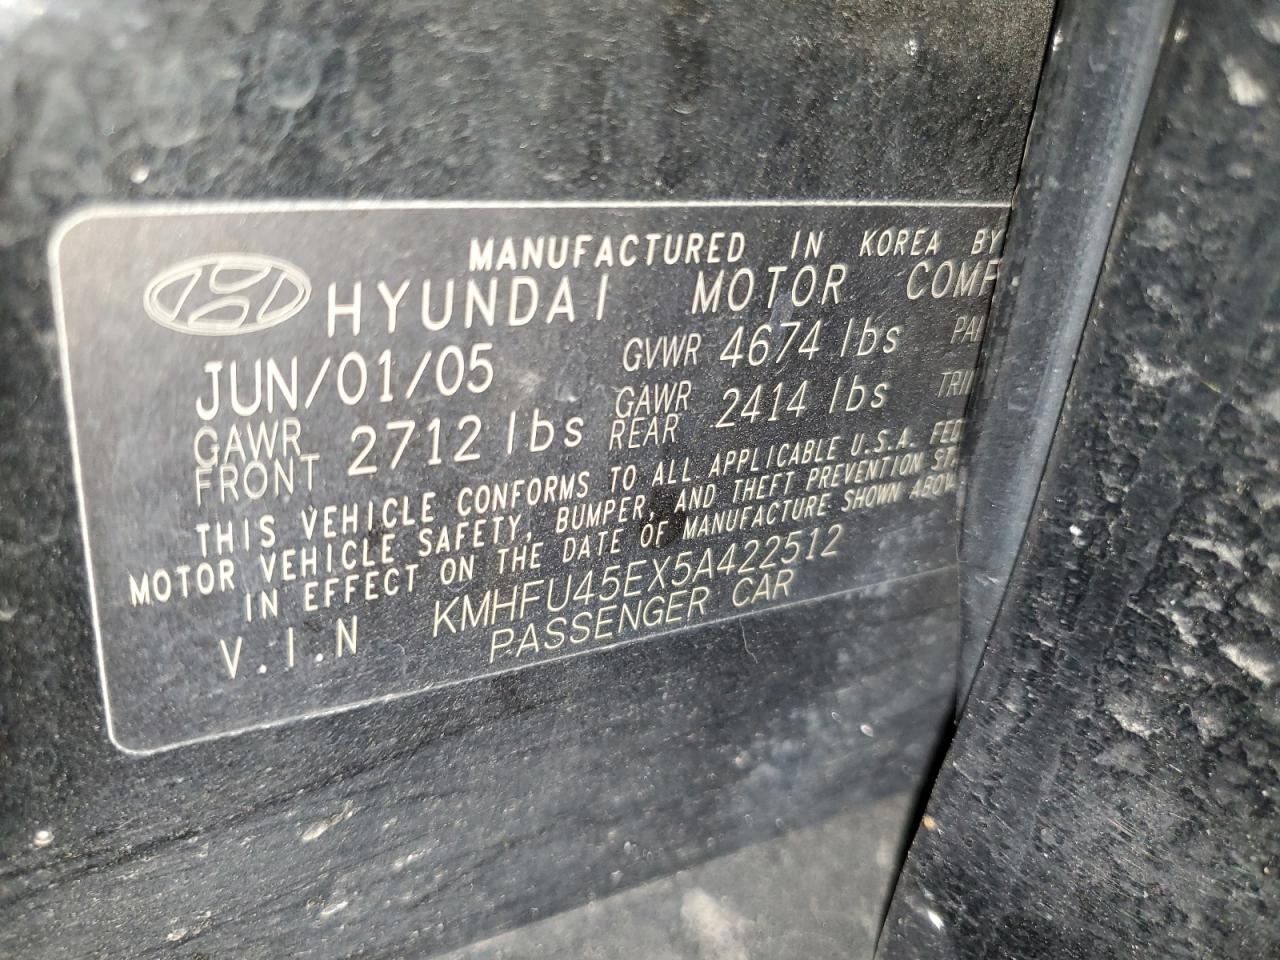 MANUFACTURED IN KOREA BY
HYUNDAI MOTOR COMP
JUN/01/05 GVWR 4674 lbs PAI
GAWR FRONT 2712 lbs GAWR REAR 2414 lbs TRI
THIS VEHICLE CONFORMS TO ALL APPLICABLE U.S.A. FED
MOTOR VEHICLE SAFETY, BUMPER, AND THEFT PREVENTION ST
IN EFFECT ON THE DATE OF MANUFACTURE SHOWN ABOV
V.I.N KMHFU45EX5A422512
PASSENGER CAR